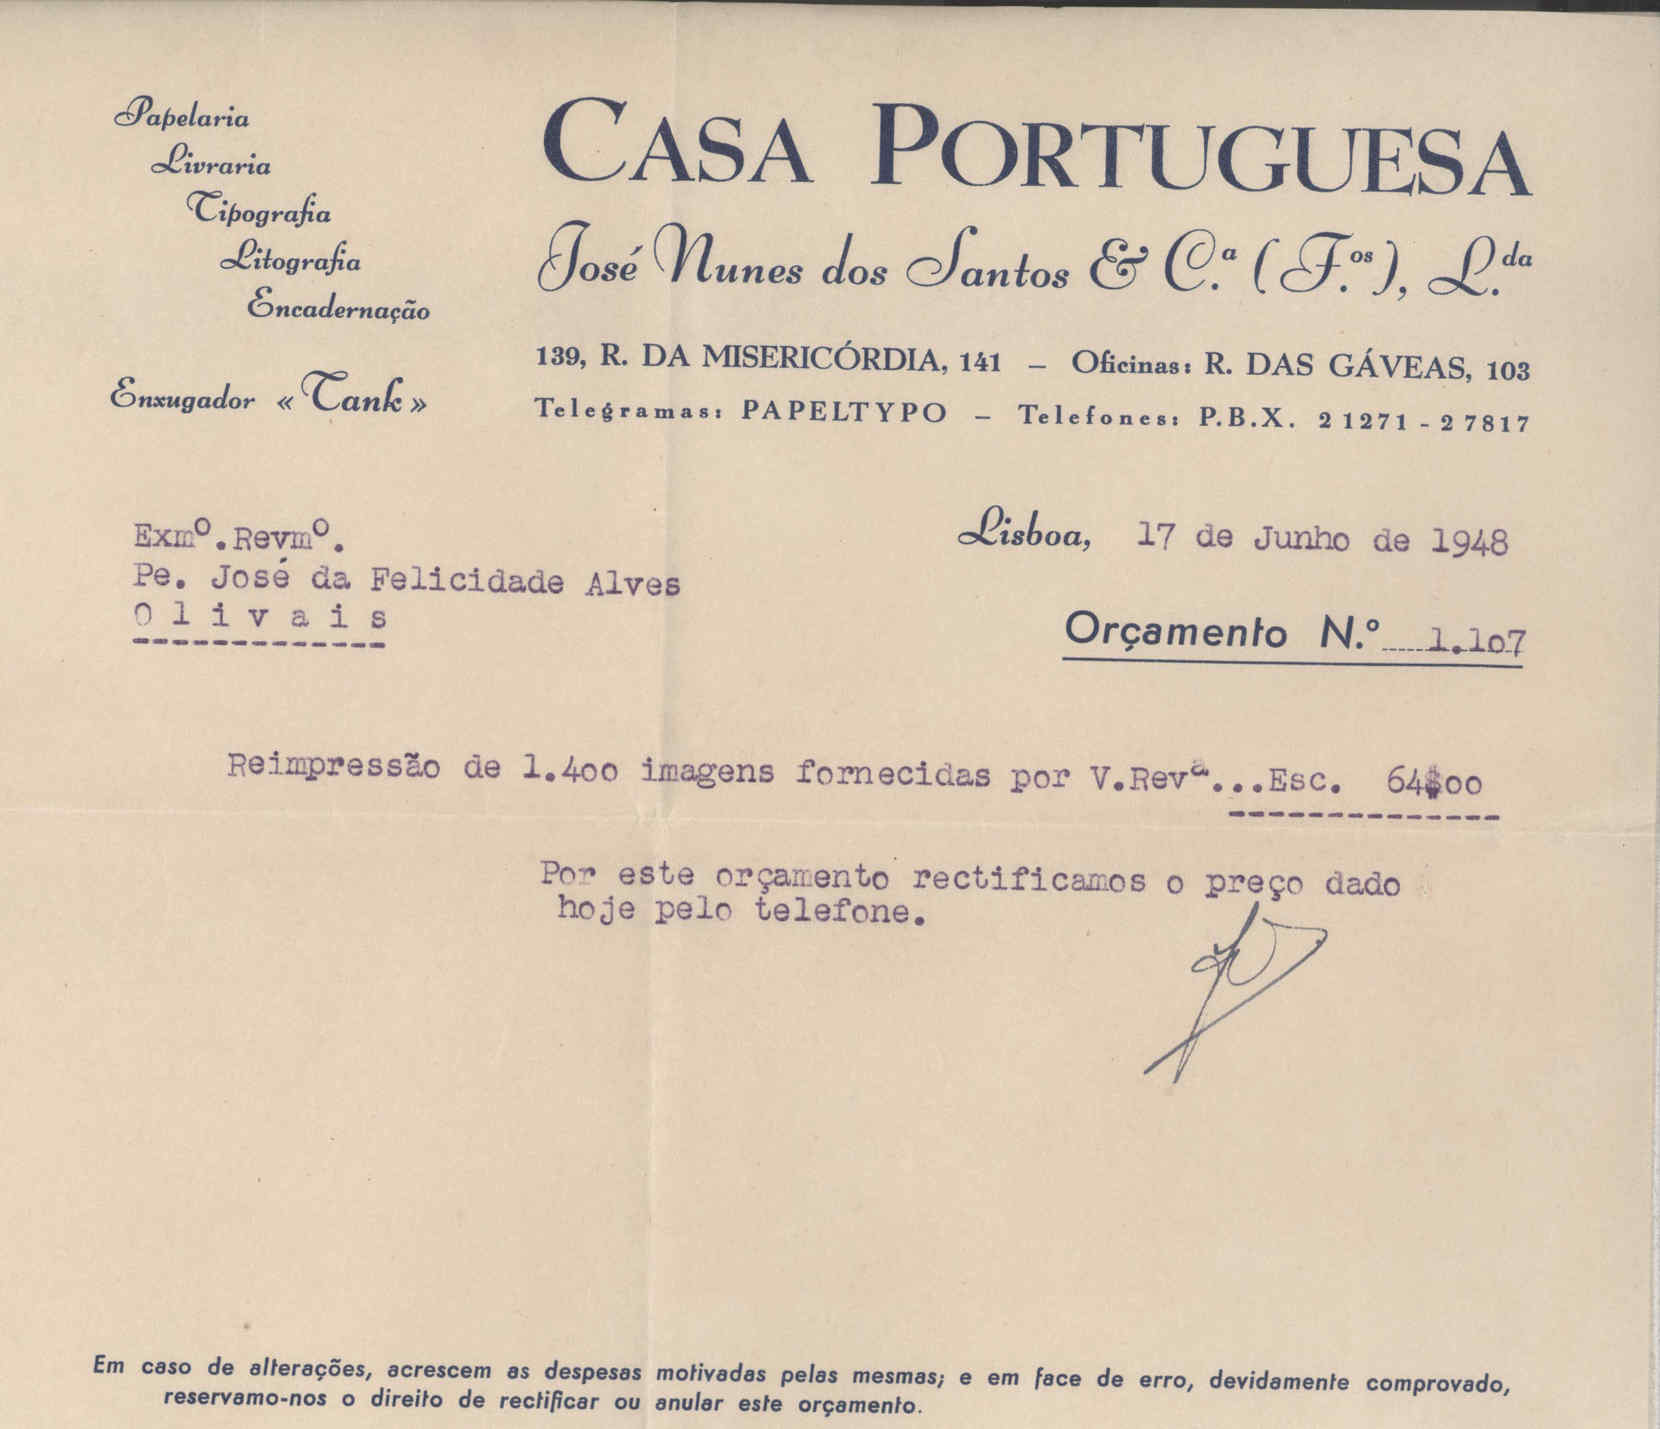 Papelaria
Livraria
Tipografia
Litografia
Encadernação
Enxugador «Tank»
CASA PORTUGUESA
José Nunes dos Santos & C.ª (F.ºˢ), L.ᵈᵃ
139, R. DA MISERICÓRDIA, 141 — Oficinas: R. DAS GÁVEAS, 103
Telegramas: PAPELTYPO — Telefones: P.B.X. 21271-27817
Exmº.Revmº.
Pe. José da Felicidade Alves
Olivais
Lisboa, 17 de Junho de 1948
Orçamento N.º 1.107
Reimpressão de 1.400 imagens fornecidas por V.Revª...Esc. 64$00
Por este orçamento rectificamos o preço dado
hoje pelo telefone.
Em caso de alterações, acrescem as despesas motivadas pelas mesmas; e em face de erro, devidamente comprovado,
reservamo-nos o direito de rectificar ou anular este orçamento.